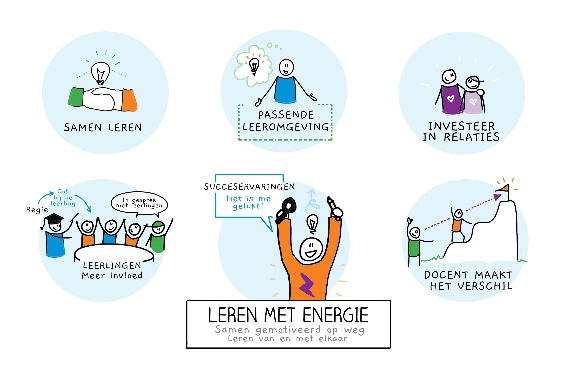 SAMEN LEREN
PASSENDE
LEEROMGEVING
INVESTEER
IN RELATIES
Regie
Out
bij de
leerling
In gesprek
met leerlingen
LEERLINGEN
Meer invloed
SUCCESERVARINGEN
Het is me
gelukt!
DOCENT MAAKT
HET VERSCHIL
LEREN MET ENERGIE
Samen gemotiveerd op weg
Leren van en met elkaar